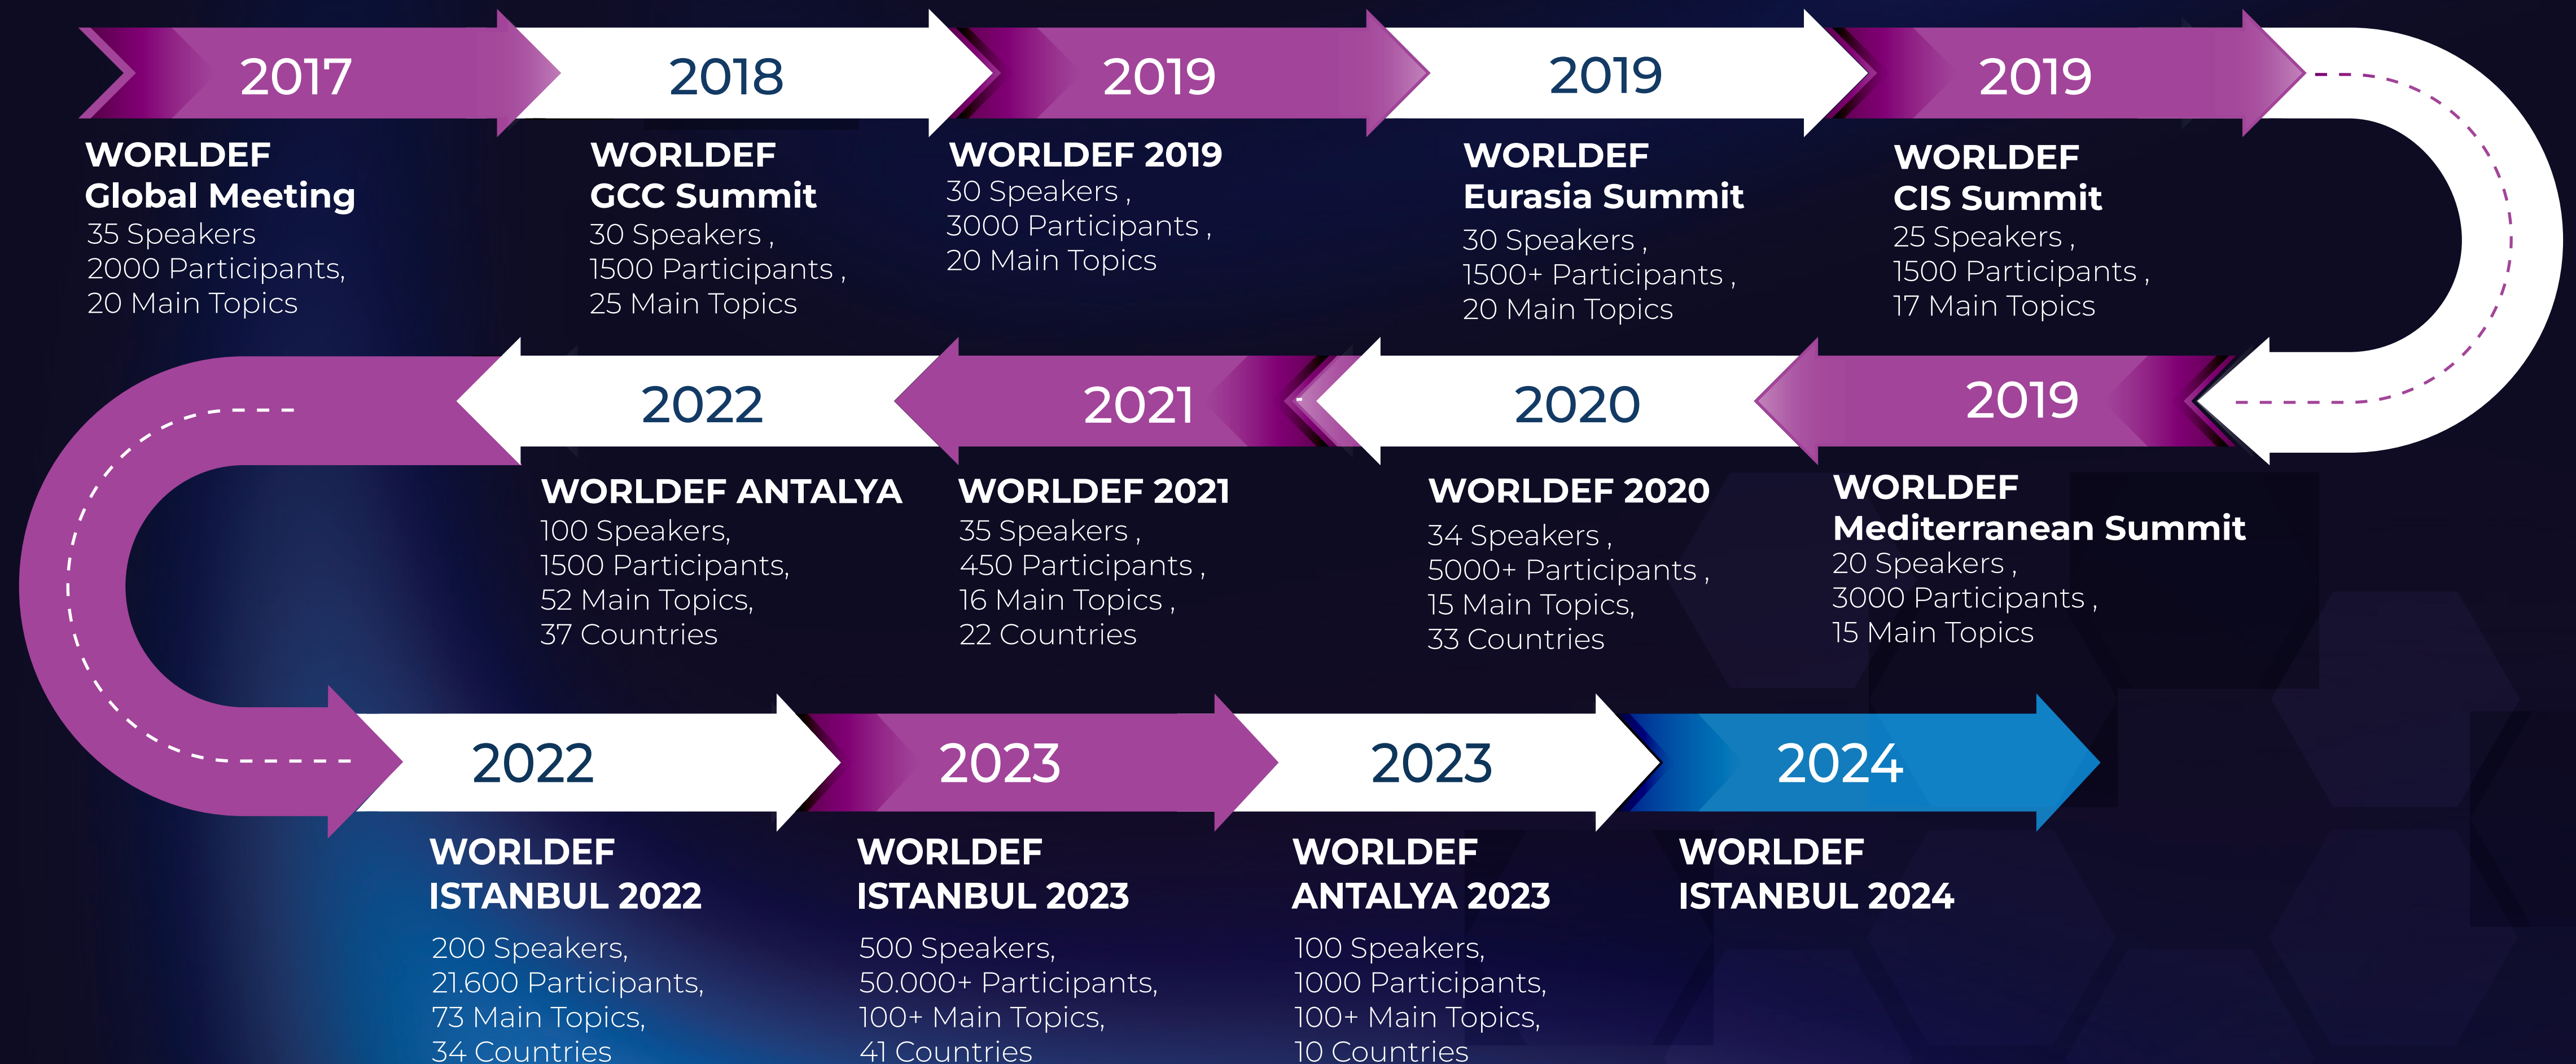 2017
WORLDEF
Global Meeting
35 Speakers
2000 Participants,
20 Main Topics
2018
WORLDEF
GCC Summit
30 Speakers ,
1500 Participants ,
25 Main Topics
2019
WORLDEF 2019
30 Speakers ,
3000 Participants ,
20 Main Topics
2019
WORLDEF
Eurasia Summit
30 Speakers ,
1500+ Participants ,
20 Main Topics
2019
WORLDEF
CIS Summit
25 Speakers ,
1500 Participants ,
17 Main Topics
2019
WORLDEF
Mediterranean Summit
20 Speakers ,
3000 Participants ,
15 Main Topics
2020
WORLDEF 2020
34 Speakers ,
5000+ Participants ,
15 Main Topics,
33 Countries
2021
WORLDEF 2021
35 Speakers ,
450 Participants ,
16 Main Topics ,
22 Countries
2022
WORLDEF ANTALYA
100 Speakers,
1500 Participants,
52 Main Topics,
37 Countries
2022
WORLDEF
ISTANBUL 2022
200 Speakers,
21.600 Participants,
73 Main Topics,
34 Countries
2023
WORLDEF
ISTANBUL 2023
500 Speakers,
50.000+ Participants,
100+ Main Topics,
41 Countries
2023
WORLDEF
ANTALYA 2023
100 Speakers,
1000 Participants,
100+ Main Topics,
10 Countries
2024
WORLDEF
ISTANBUL 2024